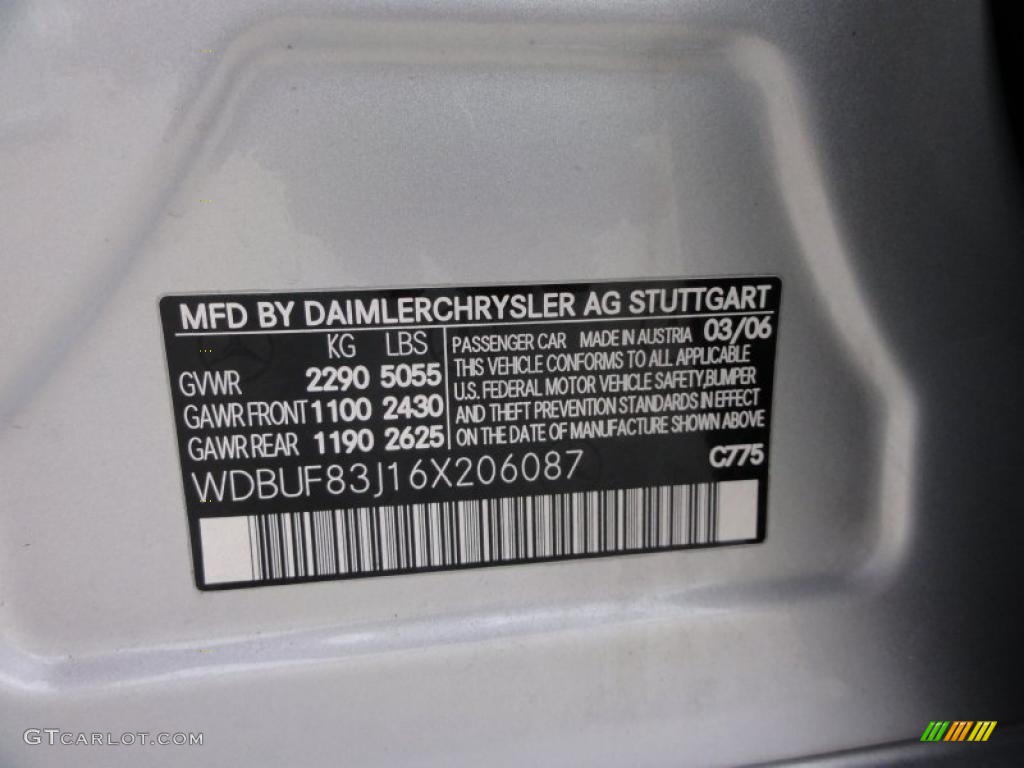 MFD BY DAIMLERCHRYSLER AG STUTTGART
KG LBS
GVWR 2290 5055
GAWR FRONT 1100 2430
GAWR REAR 1190 2625
PASSENGER CAR MADE IN AUSTRIA 03/06
THIS VEHICLE CONFORMS TO ALL APPLICABLE
U.S. FEDERAL MOTOR VEHICLE SAFETY,BUMPER
AND THEFT PREVENTION STANDARDS IN EFFECT
ON THE DATE OF MANUFACTURE SHOWN ABOVE
WDBUF83J16X206087 C775
GTCARLOT.COM